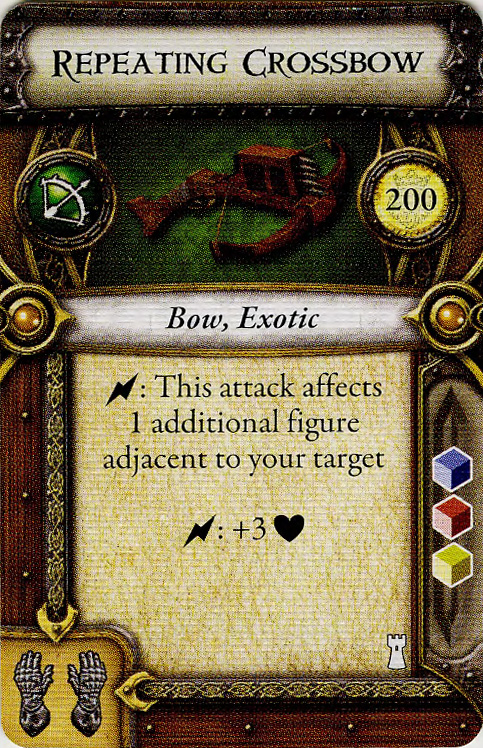 Repeating Crossbow
200
Bow, Exotic
: This attack affects
1 additional figure
adjacent to your target
: +3